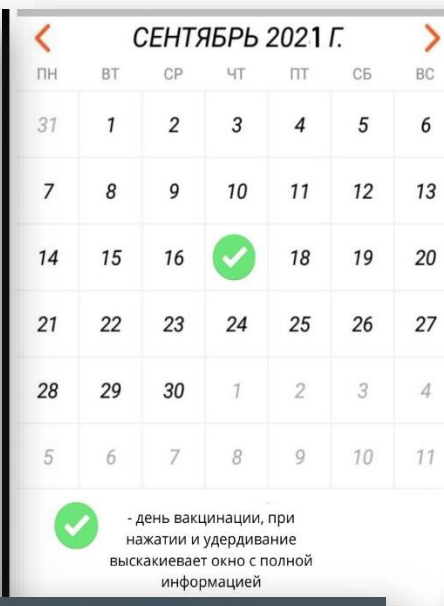 СЕНТЯБРЬ 2021 Г.
ПН ВТ СР ЧТ ПТ СБ ВС
31 1 2 3 4 5 6
7 8 9 10 11 12 13
14 15 16 18 19 20
21 22 23 24 25 26 27
28 29 30 1 2 3 4
5 6 7 8 9 10 11
- день вакцинации, при
нажатии и удердивание
выскакиевает окно с полной
информацией